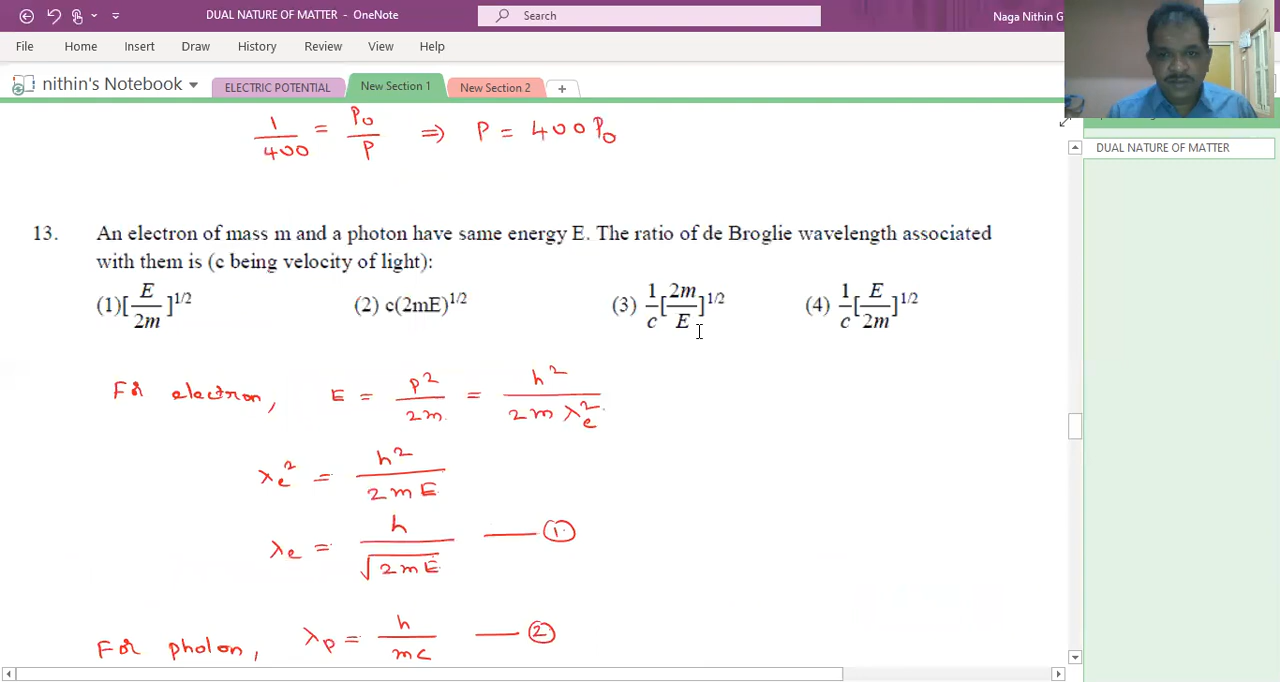 DUAL NATURE OF MATTER - OneNote
Search
Naga Nithin G
File Home Insert Draw History Review View Help
nithin's Notebook
ELECTRIC POTENTIAL
New Section 1
New Section 2
DUAL NATURE OF MATTER
1/400 = P₀/P ⇒ P = 400P₀
13. An electron of mass m and a photon have same energy E. The ratio of de Broglie wavelength associated
with them is (c being velocity of light):
(1)[E/2m]^1/2 (2) c(2mE)^1/2 (3) 1/c[2m/E]^1/2 (4) 1/c[E/2m]^1/2
For electron, E = p²/2m = h²/2mλe²
λe² = h²/2mE
λe = h/√2mE —— ①
For photon, λp = h/mc —— ②